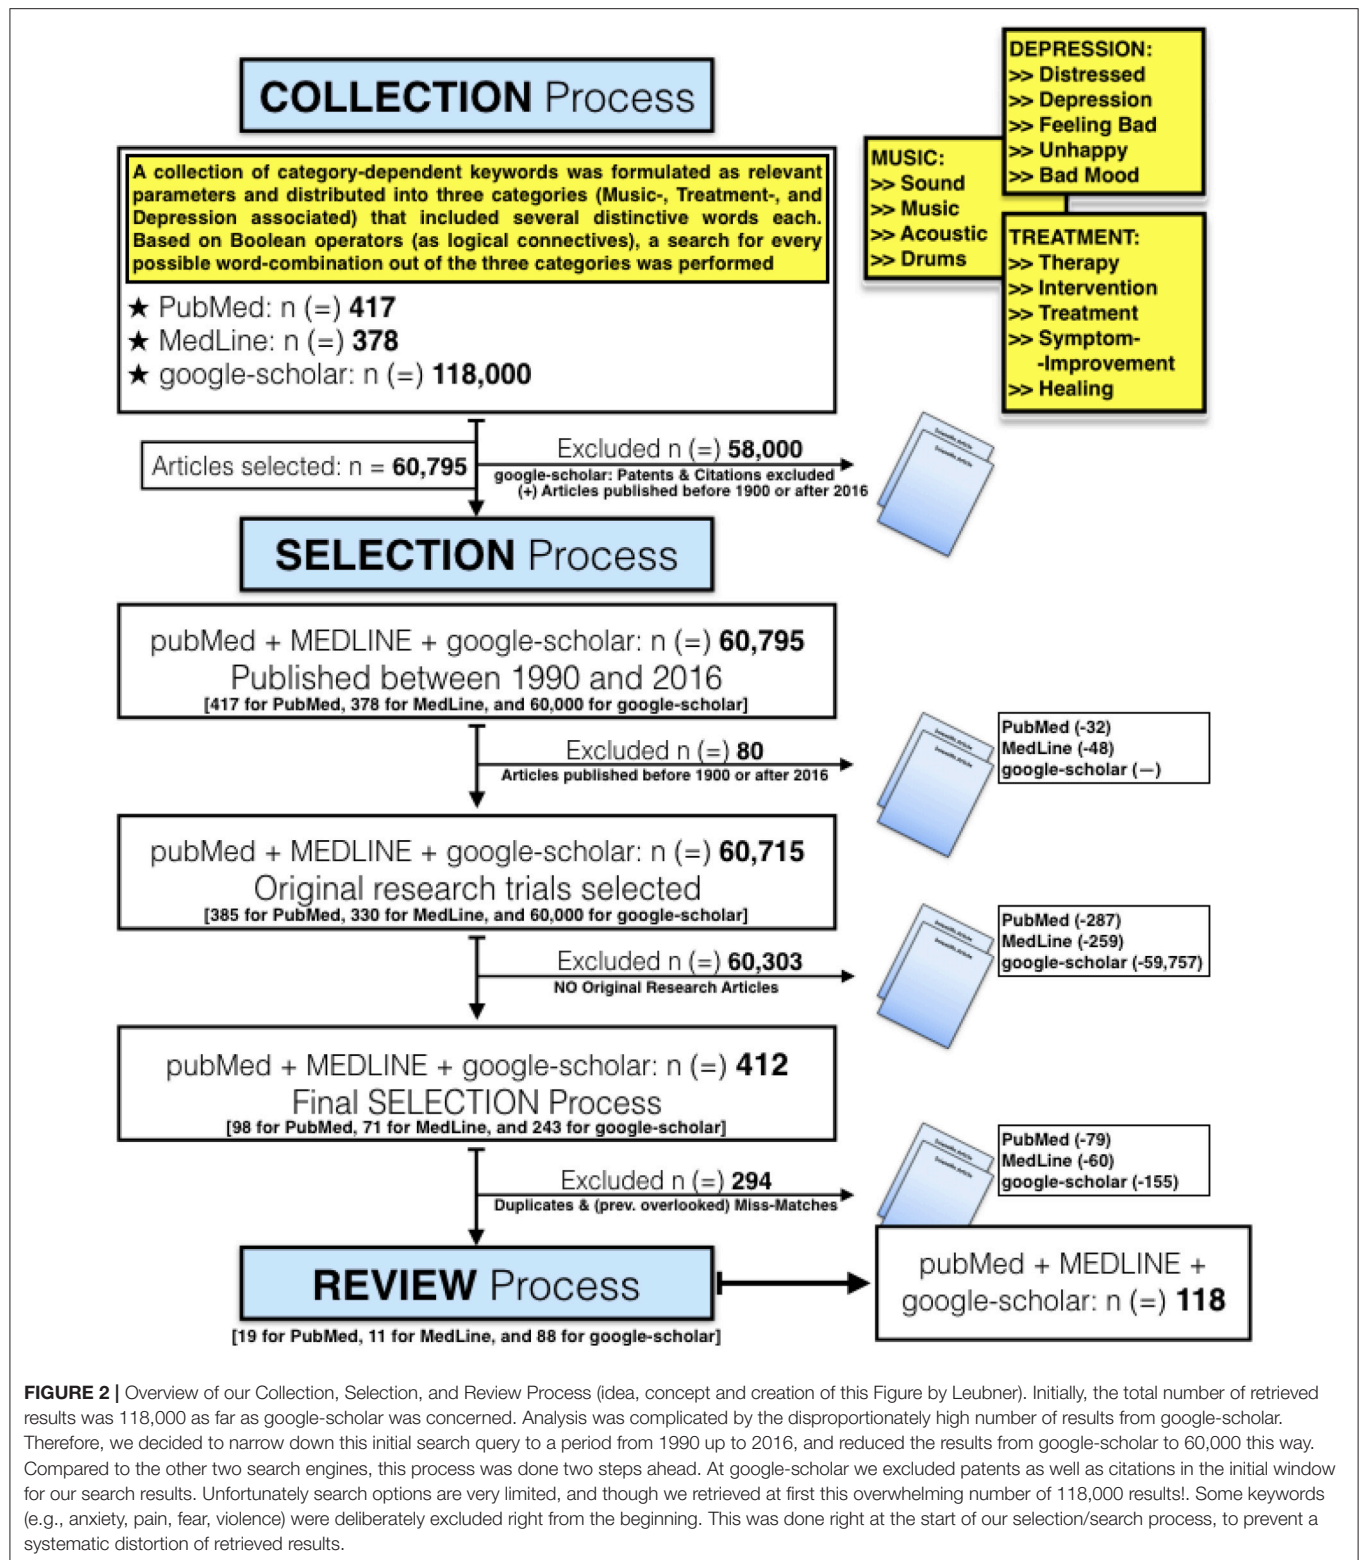 COLLECTION Process
A collection of category-dependent keywords was formulated as relevant
parameters and distributed into three categories (Music-, Treatment-, and
Depression associated) that included several distinctive words each.
Based on Boolean operators (as logical connectives), a search for every
possible word-combination out of the three categories was performed
★ PubMed: n (=) 417
★ MedLine: n (=) 378
★ google-scholar: n (=) 118,000
DEPRESSION:
>> Distressed
>> Depression
>> Feeling Bad
>> Unhappy
>> Bad Mood
MUSIC:
>> Sound
>> Music
>> Acoustic
>> Drums
TREATMENT:
>> Therapy
>> Intervention
>> Treatment
>> Symptom-
-Improvement
>> Healing
Articles selected: n = 60,795
Excluded n (=) 58,000
google-scholar: Patents & Citations excluded
(+) Articles published before 1900 or after 2016
Scientific Article
Scientific Article
SELECTION Process
pubMed + MEDLINE + google-scholar: n (=) 60,795
Published between 1990 and 2016
[417 for PubMed, 378 for MedLine, and 60,000 for google-scholar]
Excluded n (=) 80
Articles published before 1900 or after 2016
Scientific Article
Scientific Article
PubMed (-32)
MedLine (-48)
google-scholar (—)
pubMed + MEDLINE + google-scholar: n (=) 60,715
Original research trials selected
[385 for PubMed, 330 for MedLine, and 60,000 for google-scholar]
Excluded n (=) 60,303
NO Original Research Articles
Scientific Article
Scientific Article
PubMed (-287)
MedLine (-259)
google-scholar (-59,757)
pubMed + MEDLINE + google-scholar: n (=) 412
Final SELECTION Process
[98 for PubMed, 71 for MedLine, and 243 for google-scholar]
Excluded n (=) 294
Duplicates & (prev. overlooked) Miss-Matches
Scientific Article
Scientific Article
PubMed (-79)
MedLine (-60)
google-scholar (-155)
REVIEW Process
[19 for PubMed, 11 for MedLine, and 88 for google-scholar]
pubMed + MEDLINE +
google-scholar: n (=) 118
FIGURE 2 | Overview of our Collection, Selection, and Review Process (idea, concept and creation of this Figure by Leubner). Initially, the total number of retrieved
results was 118,000 as far as google-scholar was concerned. Analysis was complicated by the disproportionately high number of results from google-scholar.
Therefore, we decided to narrow down this initial search query to a period from 1990 up to 2016, and reduced the results from google-scholar to 60,000 this way.
Compared to the other two search engines, this process was done two steps ahead. At google-scholar we excluded patents as well as citations in the initial window
for our search results. Unfortunately search options are very limited, and though we retrieved at first this overwhelming number of 118,000 results!. Some keywords
(e.g., anxiety, pain, fear, violence) were deliberately excluded right from the beginning. This was done right at the start of our selection/search process, to prevent a
systematic distortion of retrieved results.